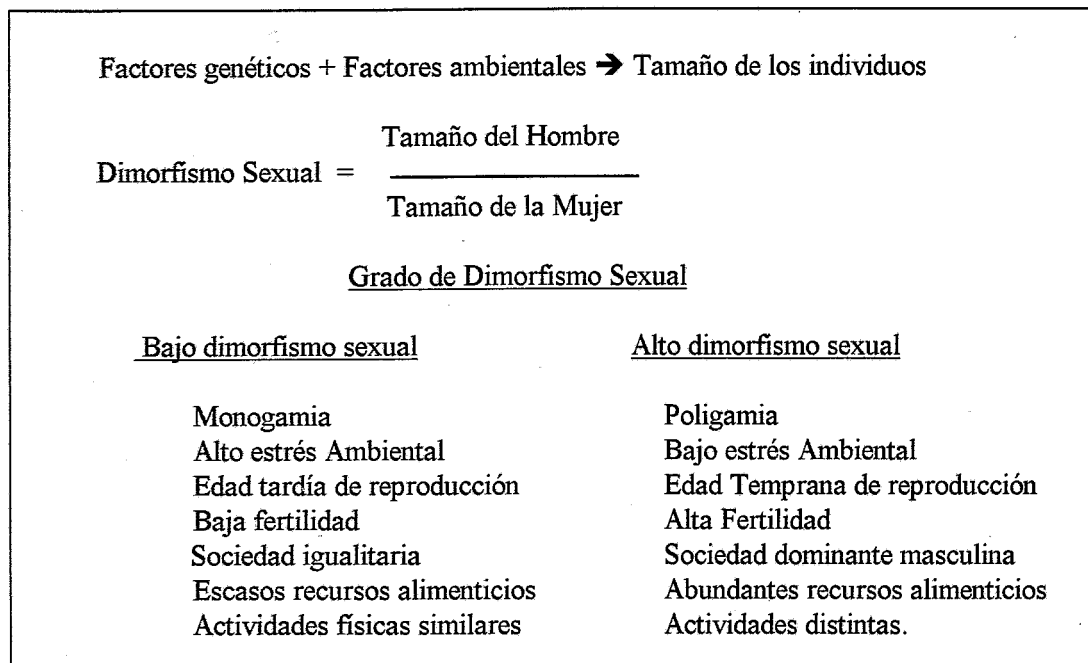 Factores genéticos + Factores ambientales ➔ Tamaño de los individuos
Tamaño del Hombre
Dimorfismo Sexual =
Tamaño de la Mujer
Grado de Dimorfismo Sexual
Bajo dimorfismo sexual Alto dimorfismo sexual
Monogamia Poligamia
Alto estrés Ambiental Bajo estrés Ambiental
Edad tardía de reproducción Edad Temprana de reproducción
Baja fertilidad Alta Fertilidad
Sociedad igualitaria Sociedad dominante masculina
Escasos recursos alimenticios Abundantes recursos alimenticios
Actividades físicas similares Actividades distintas.